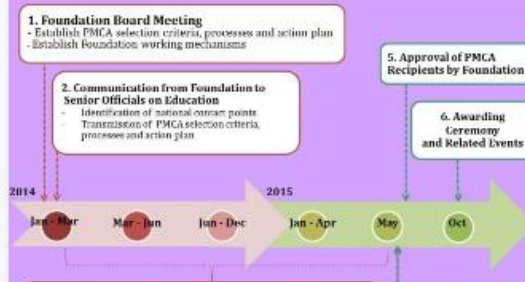 1. Foundation Board Meeting
- Establish PMCA selection criteria, processes and action plan
- Establish Foundation working mechanisms
2. Communication from Foundation to
Senior Officials on Education
- Identification of national contact points
- Transmission of PMCA selection criteria,
processes and action plan
5. Approval of PMCA
Recipients by Foundation
6. Awarding
Ceremony
and Related Events
2014
2015
Jan - Mar
Mar - Jun
Jun - Dec
Jan - Apr
May
Oct